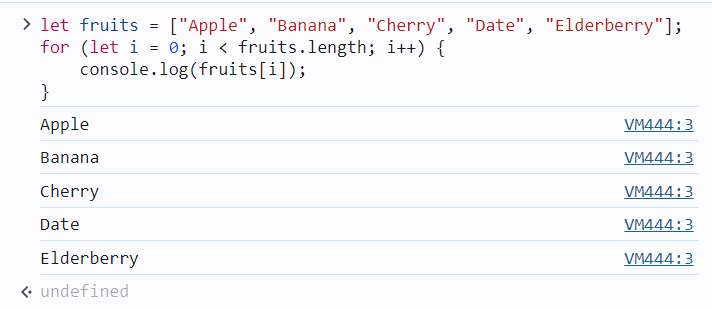 let fruits = ["Apple", "Banana", "Cherry", "Date", "Elderberry"];
for (let i = 0; i < fruits.length; i++) {
    console.log(fruits[i]);
}
Apple VM444:3
Banana VM444:3
Cherry VM444:3
Date VM444:3
Elderberry VM444:3
undefined